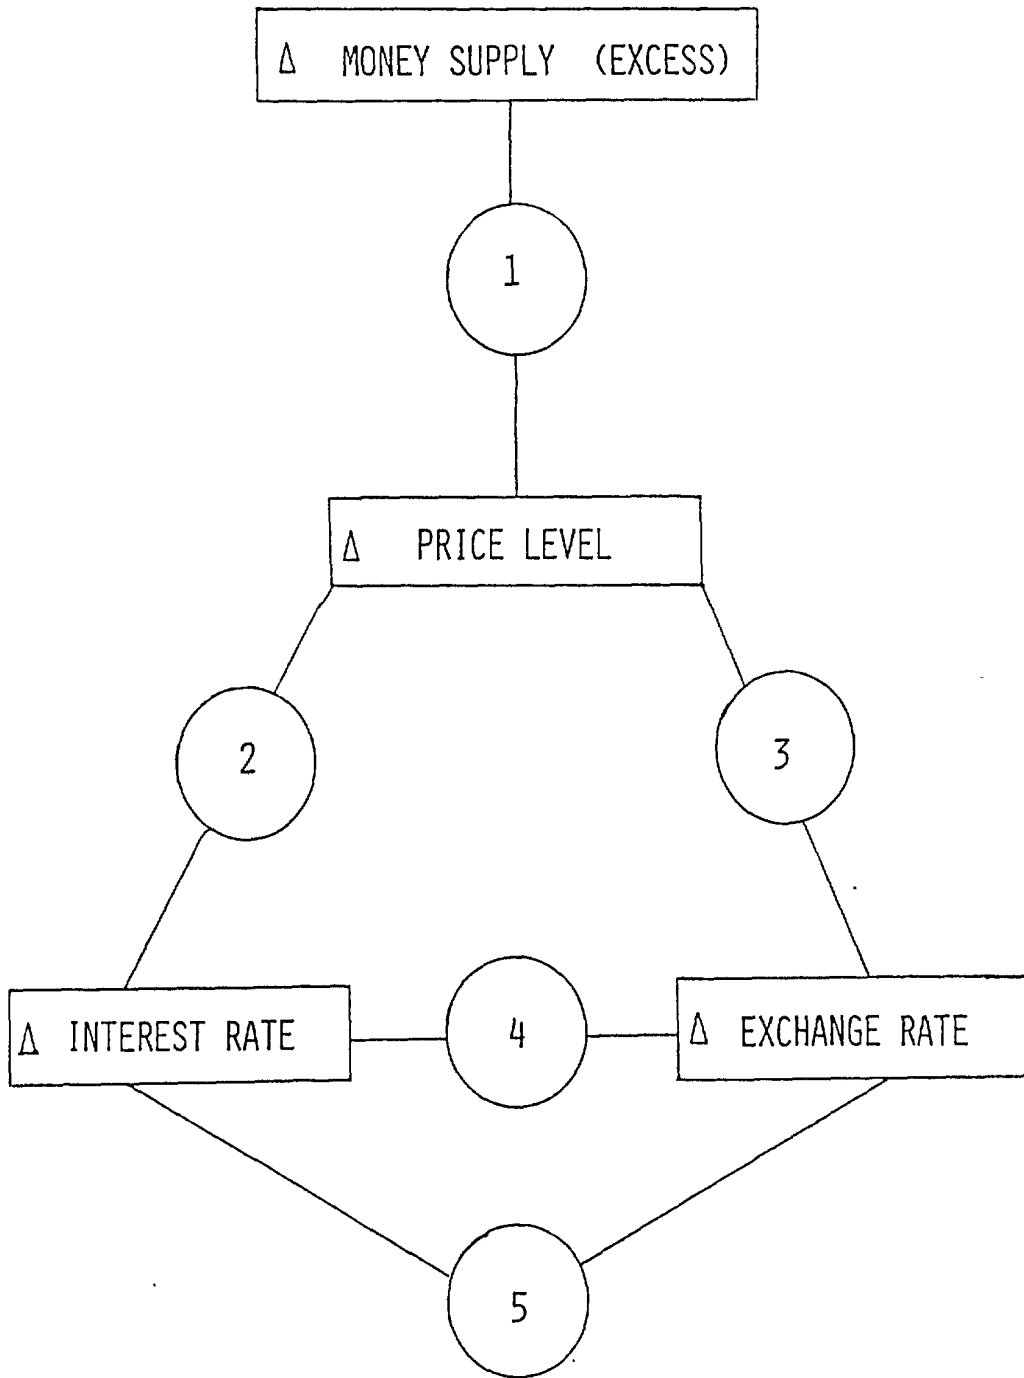 Δ MONEY SUPPLY (EXCESS)
1
Δ PRICE LEVEL
2
3
Δ INTEREST RATE
4
Δ EXCHANGE RATE
5